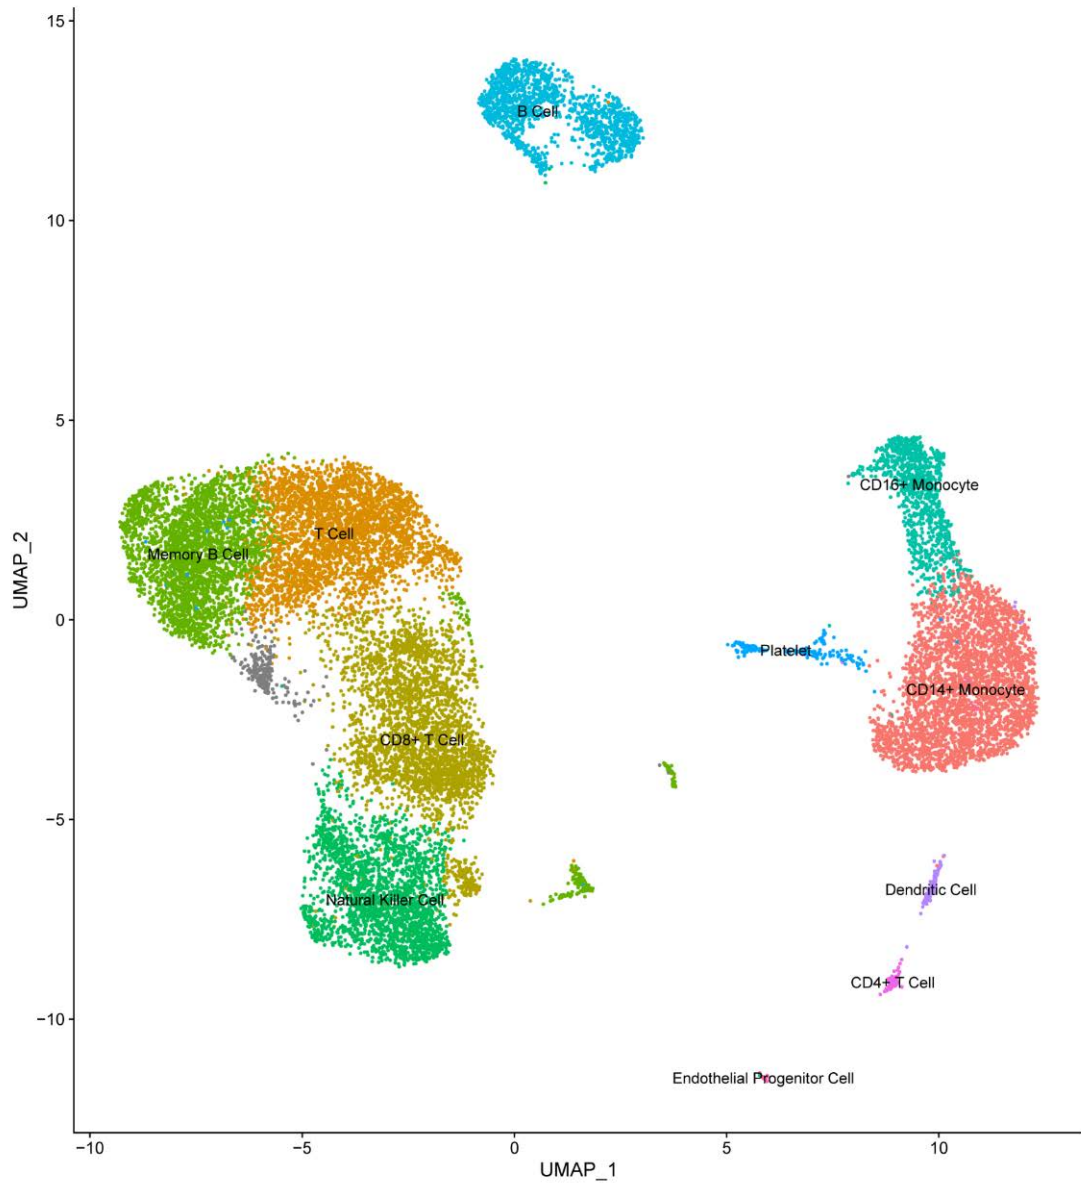 15
10
5
0
−5
−10
UMAP_2
B Cell
CD16+ Monocyte
T Cell
Memory B Cell
Platelet
CD14+ Monocyte
CD8+ T Cell
Dendritic Cell
Natural Killer Cell
CD4+ T Cell
Endothelial Progenitor Cell
−10
−5
0
5
10
UMAP_1